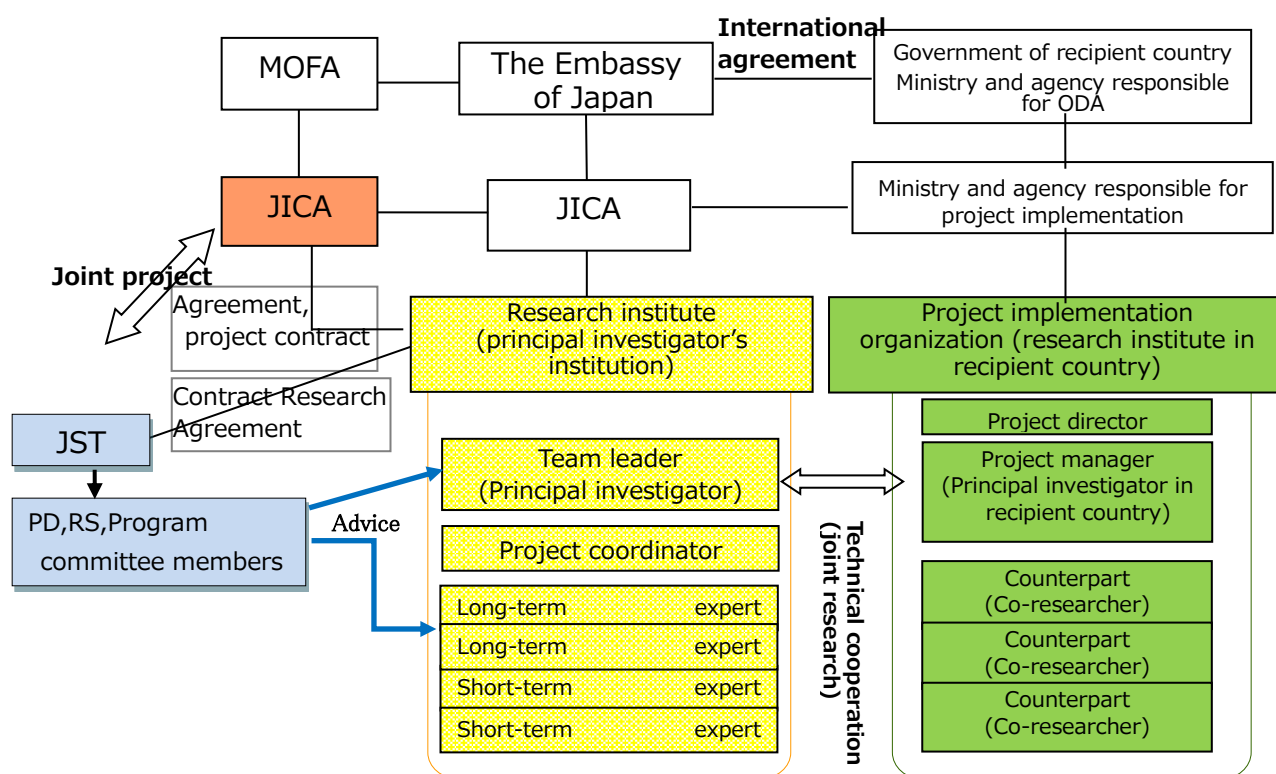 MOFA
The Embassy
of Japan
International
agreement
Government of recipient country
Ministry and agency responsible
for ODA
JICA
JICA
Ministry and agency responsible for
project implementation
Joint project
Agreement,
project contract
Research institute
(principal investigator's
institution)
Project implementation
organization (research institute in
recipient country)
Contract Research
Agreement
JST
PD,RS,Program
committee members
Advice
Team leader
(Principal investigator)
Project coordinator
Long-term expert
Long-term expert
Short-term expert
Short-term expert
Technical cooperation
(joint research)
Project director
Project manager
(Principal investigator in
recipient country)
Counterpart
(Co-researcher)
Counterpart
(Co-researcher)
Counterpart
(Co-researcher)